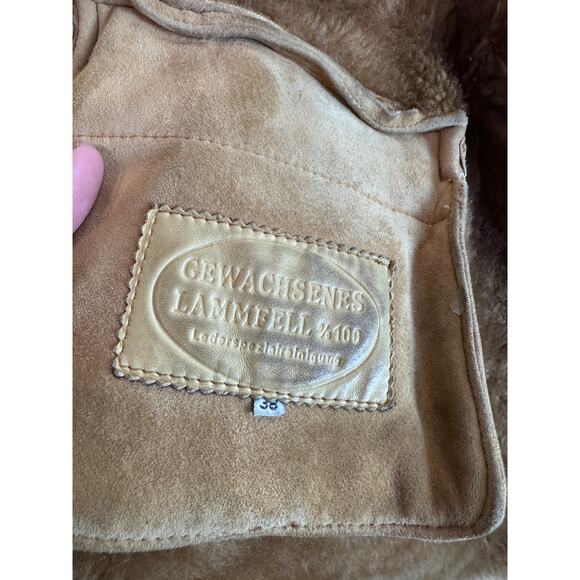 GEWACHSENES
LAMMFELL %100
Lederspezialreinigung
38